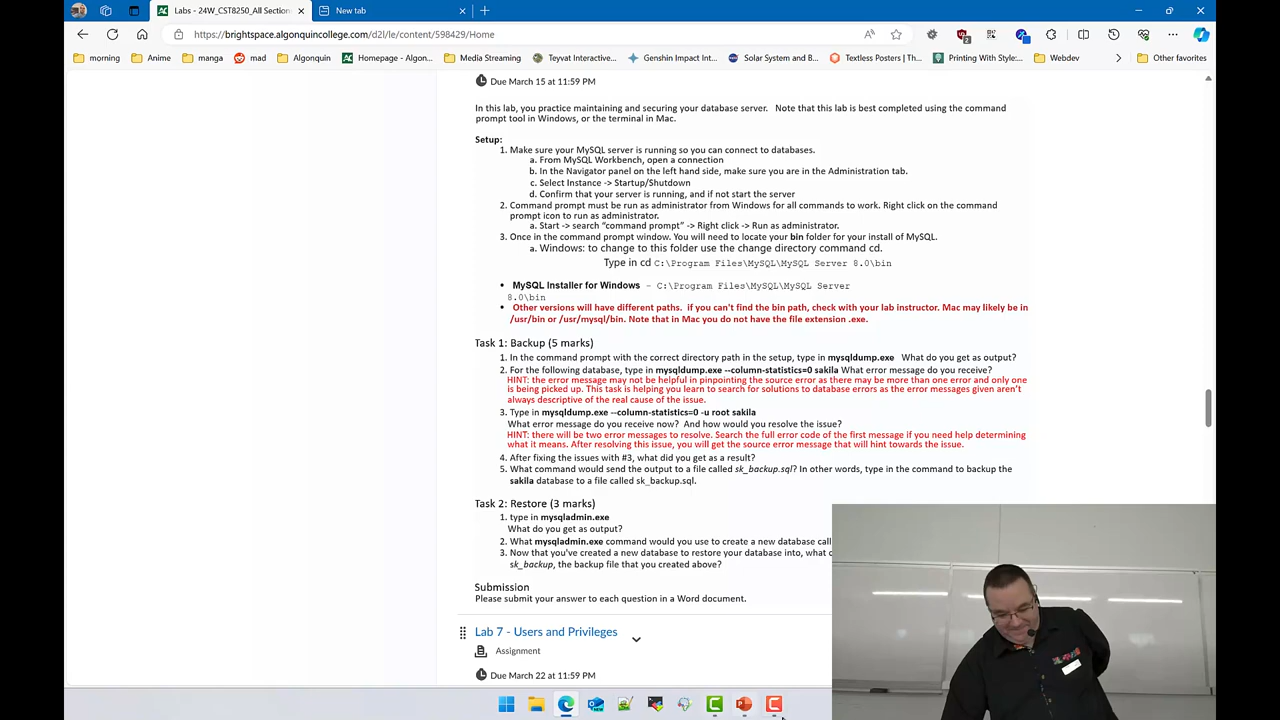 Labs - 24W_CST8250_All Section
New tab
https://brightspace.algonquincollege.com/d2l/le/content/598429/Home
morning
Anime
manga
mad
Algonquin
Homepage - Algon...
Media Streaming
Teyvat Interactive...
Genshin Impact Int...
Solar System and B...
Textless Posters | Th...
Printing With Style:...
Webdev
Other favorites
Due March 15 at 11:59 PM
In this lab, you practice maintaining and securing your database server. Note that this lab is best completed using the command
prompt tool in Windows, or the terminal in Mac.
Setup:
1. Make sure your MySQL server is running so you can connect to databases.
a. From MySQL Workbench, open a connection
b. In the Navigator panel on the left hand side, make sure you are in the Administration tab.
c. Select Instance -> Startup/Shutdown
d. Confirm that your server is running, and if not start the server
2. Command prompt must be run as administrator from Windows for all commands to work. Right click on the command
prompt icon to run as administrator.
a. Start -> search “command prompt” -> Right click -> Run as administrator.
3. Once in the command prompt window. You will need to locate your bin folder for your install of MySQL.
a. Windows: to change to this folder use the change directory command cd.
Type in cd C:\Program Files\MySQL\MySQL Server 8.0\bin
• MySQL Installer for Windows – C:\Program Files\MySQL\MySQL Server
8.0\bin
• Other versions will have different paths. if you can't find the bin path, check with your lab instructor. Mac may likely be in
/usr/bin or /usr/mysql/bin. Note that in Mac you do not have the file extension .exe.
Task 1: Backup (5 marks)
1. In the command prompt with the correct directory path in the setup, type in mysqldump.exe What do you get as output?
2. For the following database, type in mysqldump.exe --column-statistics=0 sakila What error message do you receive?
HINT: the error message may not be helpful in pinpointing the source error as there may be more than one error and only one
is being picked up. This task is helping you learn to search for solutions to database errors as the error messages given aren’t
always descriptive of the real cause of the issue.
3. Type in mysqldump.exe --column-statistics=0 -u root sakila
What error message do you receive now? And how would you resolve the issue?
HINT: there will be two error messages to resolve. Search the full error code of the first message if you need help determining
what it means. After resolving this issue, you will get the source error message that will hint towards the issue.
4. After fixing the issues with #3, what did you get as a result?
5. What command would send the output to a file called sk_backup.sql? In other words, type in the command to backup the
sakila database to a file called sk_backup.sql.
Task 2: Restore (3 marks)
1. type in mysqladmin.exe
What do you get as output?
2. What mysqladmin.exe command would you use to create a new database call
3. Now that you've created a new database to restore your database into, what c
sk_backup, the backup file that you created above?
Submission
Please submit your answer to each question in a Word document.
Lab 7 - Users and Privileges
Assignment
Due March 22 at 11:59 PM